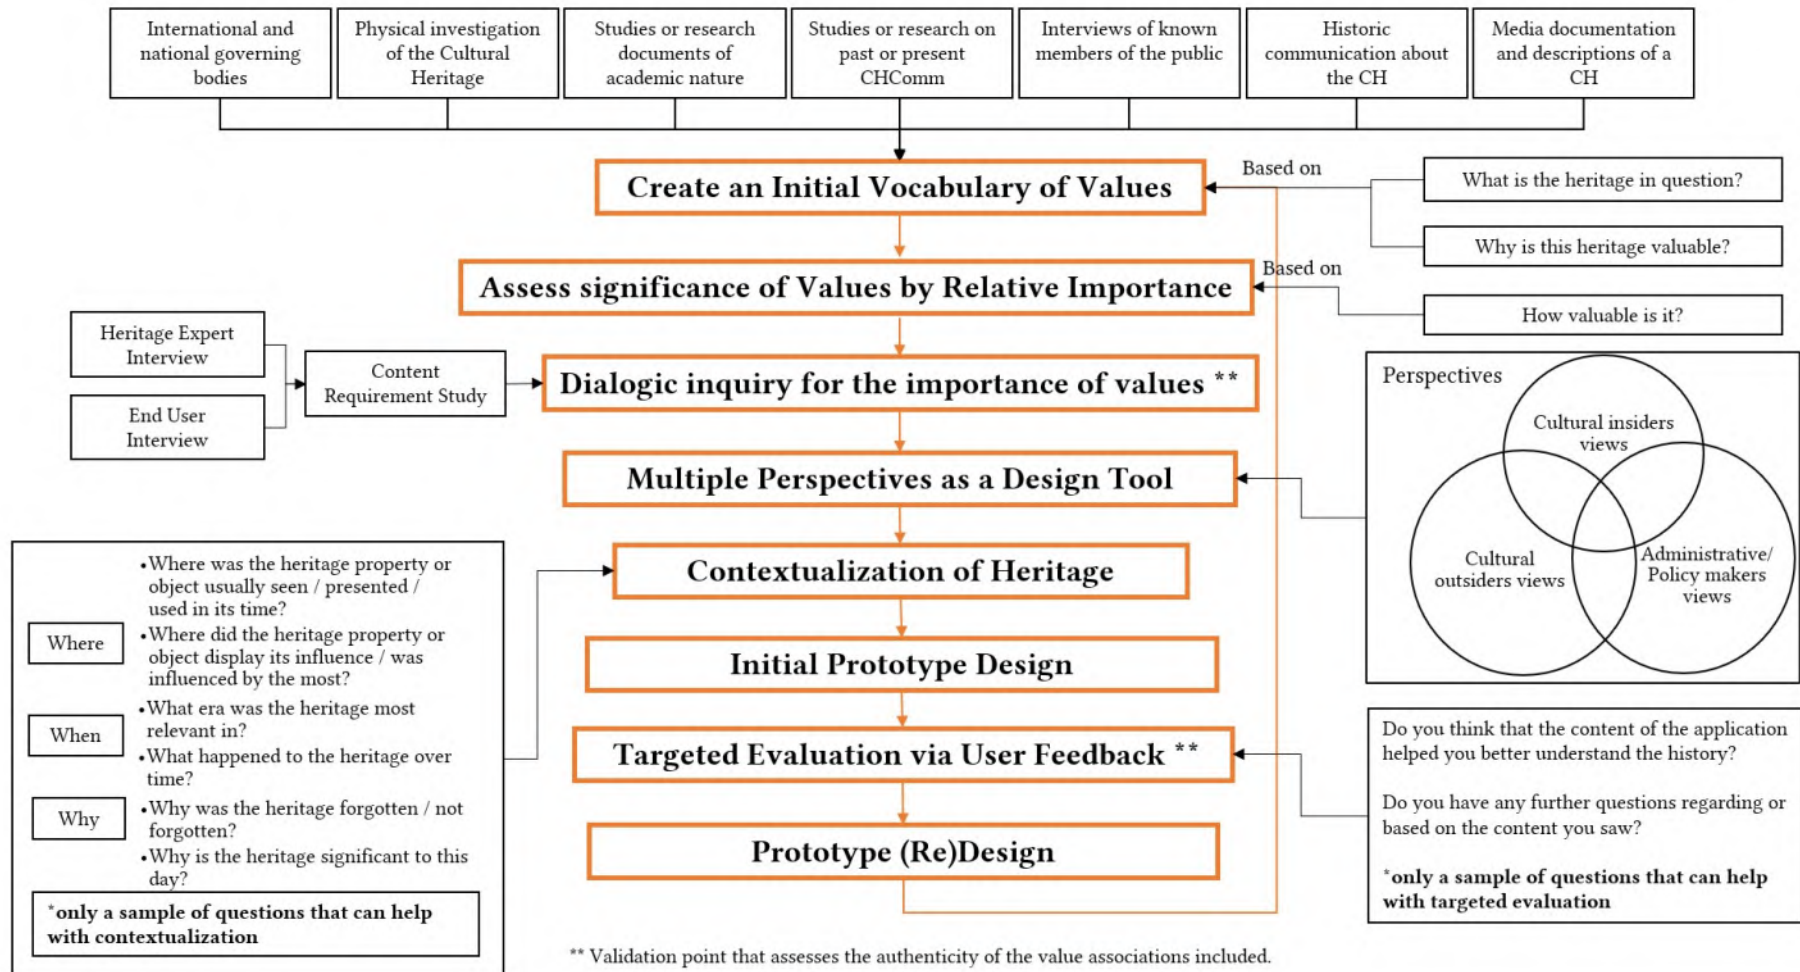 International and
national governing
bodies
Physical investigation
of the Cultural
Heritage
Studies or research
documents of
academic nature
Studies or research on
past or present
CHComm
Interviews of known
members of the public
Historic
communication about
the CH
Media documentation
and descriptions of a
CH
Create an Initial Vocabulary of Values
Based on
What is the heritage in question?
Why is this heritage valuable?
Assess significance of Values by Relative Importance
Based on
How valuable is it?
Heritage Expert
Interview
End User
Interview
Content
Requirement Study
Dialogic inquiry for the importance of values **
Perspectives
Cultural insiders
views
Cultural
outsiders views
Administrative/
Policy makers
views
Multiple Perspectives as a Design Tool
Contextualization of Heritage
Where
•Where was the heritage property or
object usually seen / presented /
used in its time?
•Where did the heritage property or
object display its influence / was
influenced by the most?
When
•What era was the heritage most
relevant in?
•What happened to the heritage over
time?
Why
•Why was the heritage forgotten / not
forgotten?
•Why is the heritage significant to this
day?
*only a sample of questions that can help
with contextualization
Initial Prototype Design
Targeted Evaluation via User Feedback **
Do you think that the content of the application
helped you better understand the history?
Do you have any further questions regarding or
based on the content you saw?
*only a sample of questions that can help
with targeted evaluation
Prototype (Re)Design
** Validation point that assesses the authenticity of the value associations included.